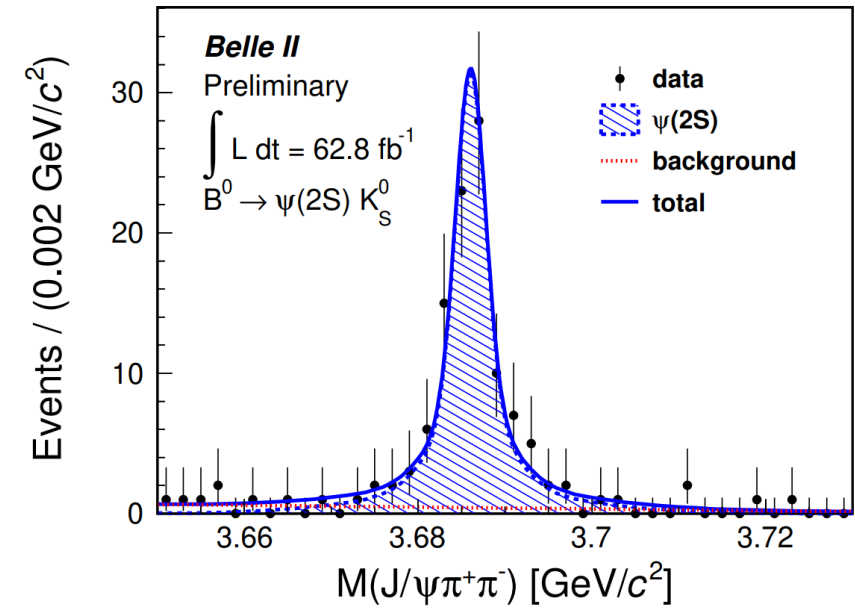 Events / (0.002 GeV/c²)
30
20
10
0
Belle II
Preliminary
∫ L dt = 62.8 fb⁻¹
B⁰ → ψ(2S) K⁰_S
data
ψ(2S)
background
total
3.66
3.68
3.7
3.72
M(J/ψπ⁺π⁻) [GeV/c²]